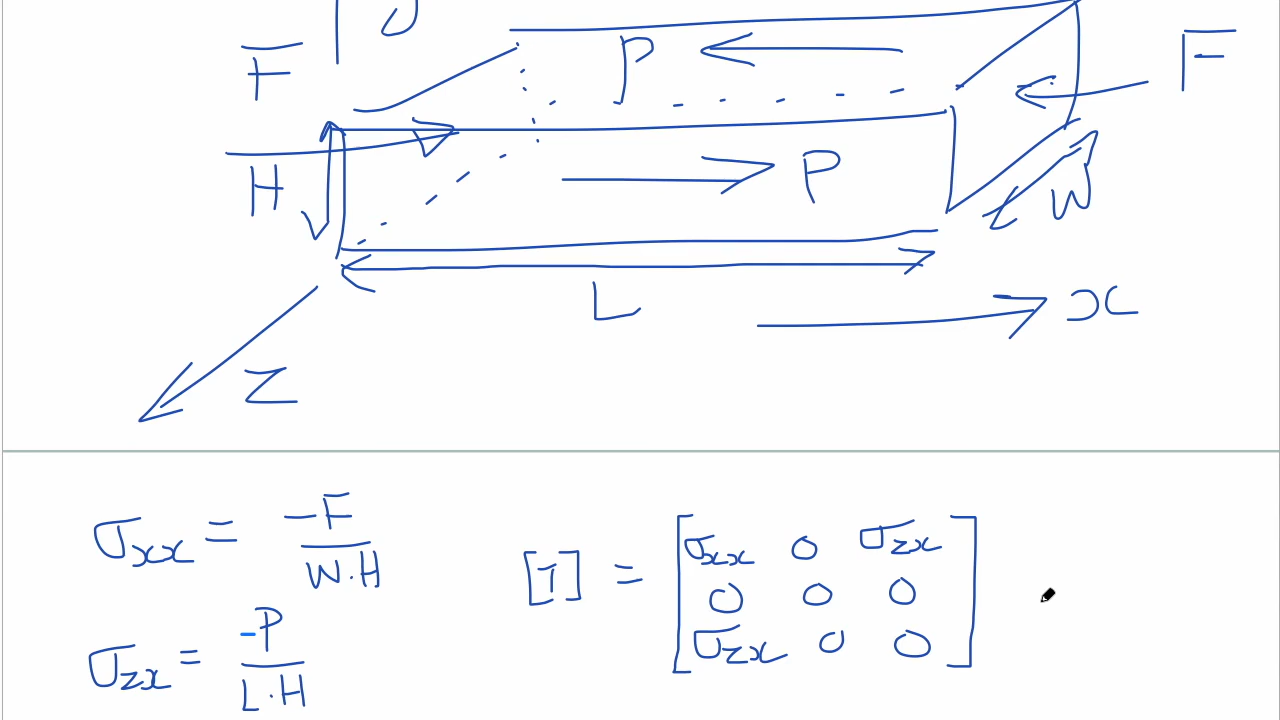 F P F
H P W
L
x
z
σxx = -F / W.H
[T] = [σxx 0 σzx
0 0 0
σzx 0 0]
σzx = -P / L.H